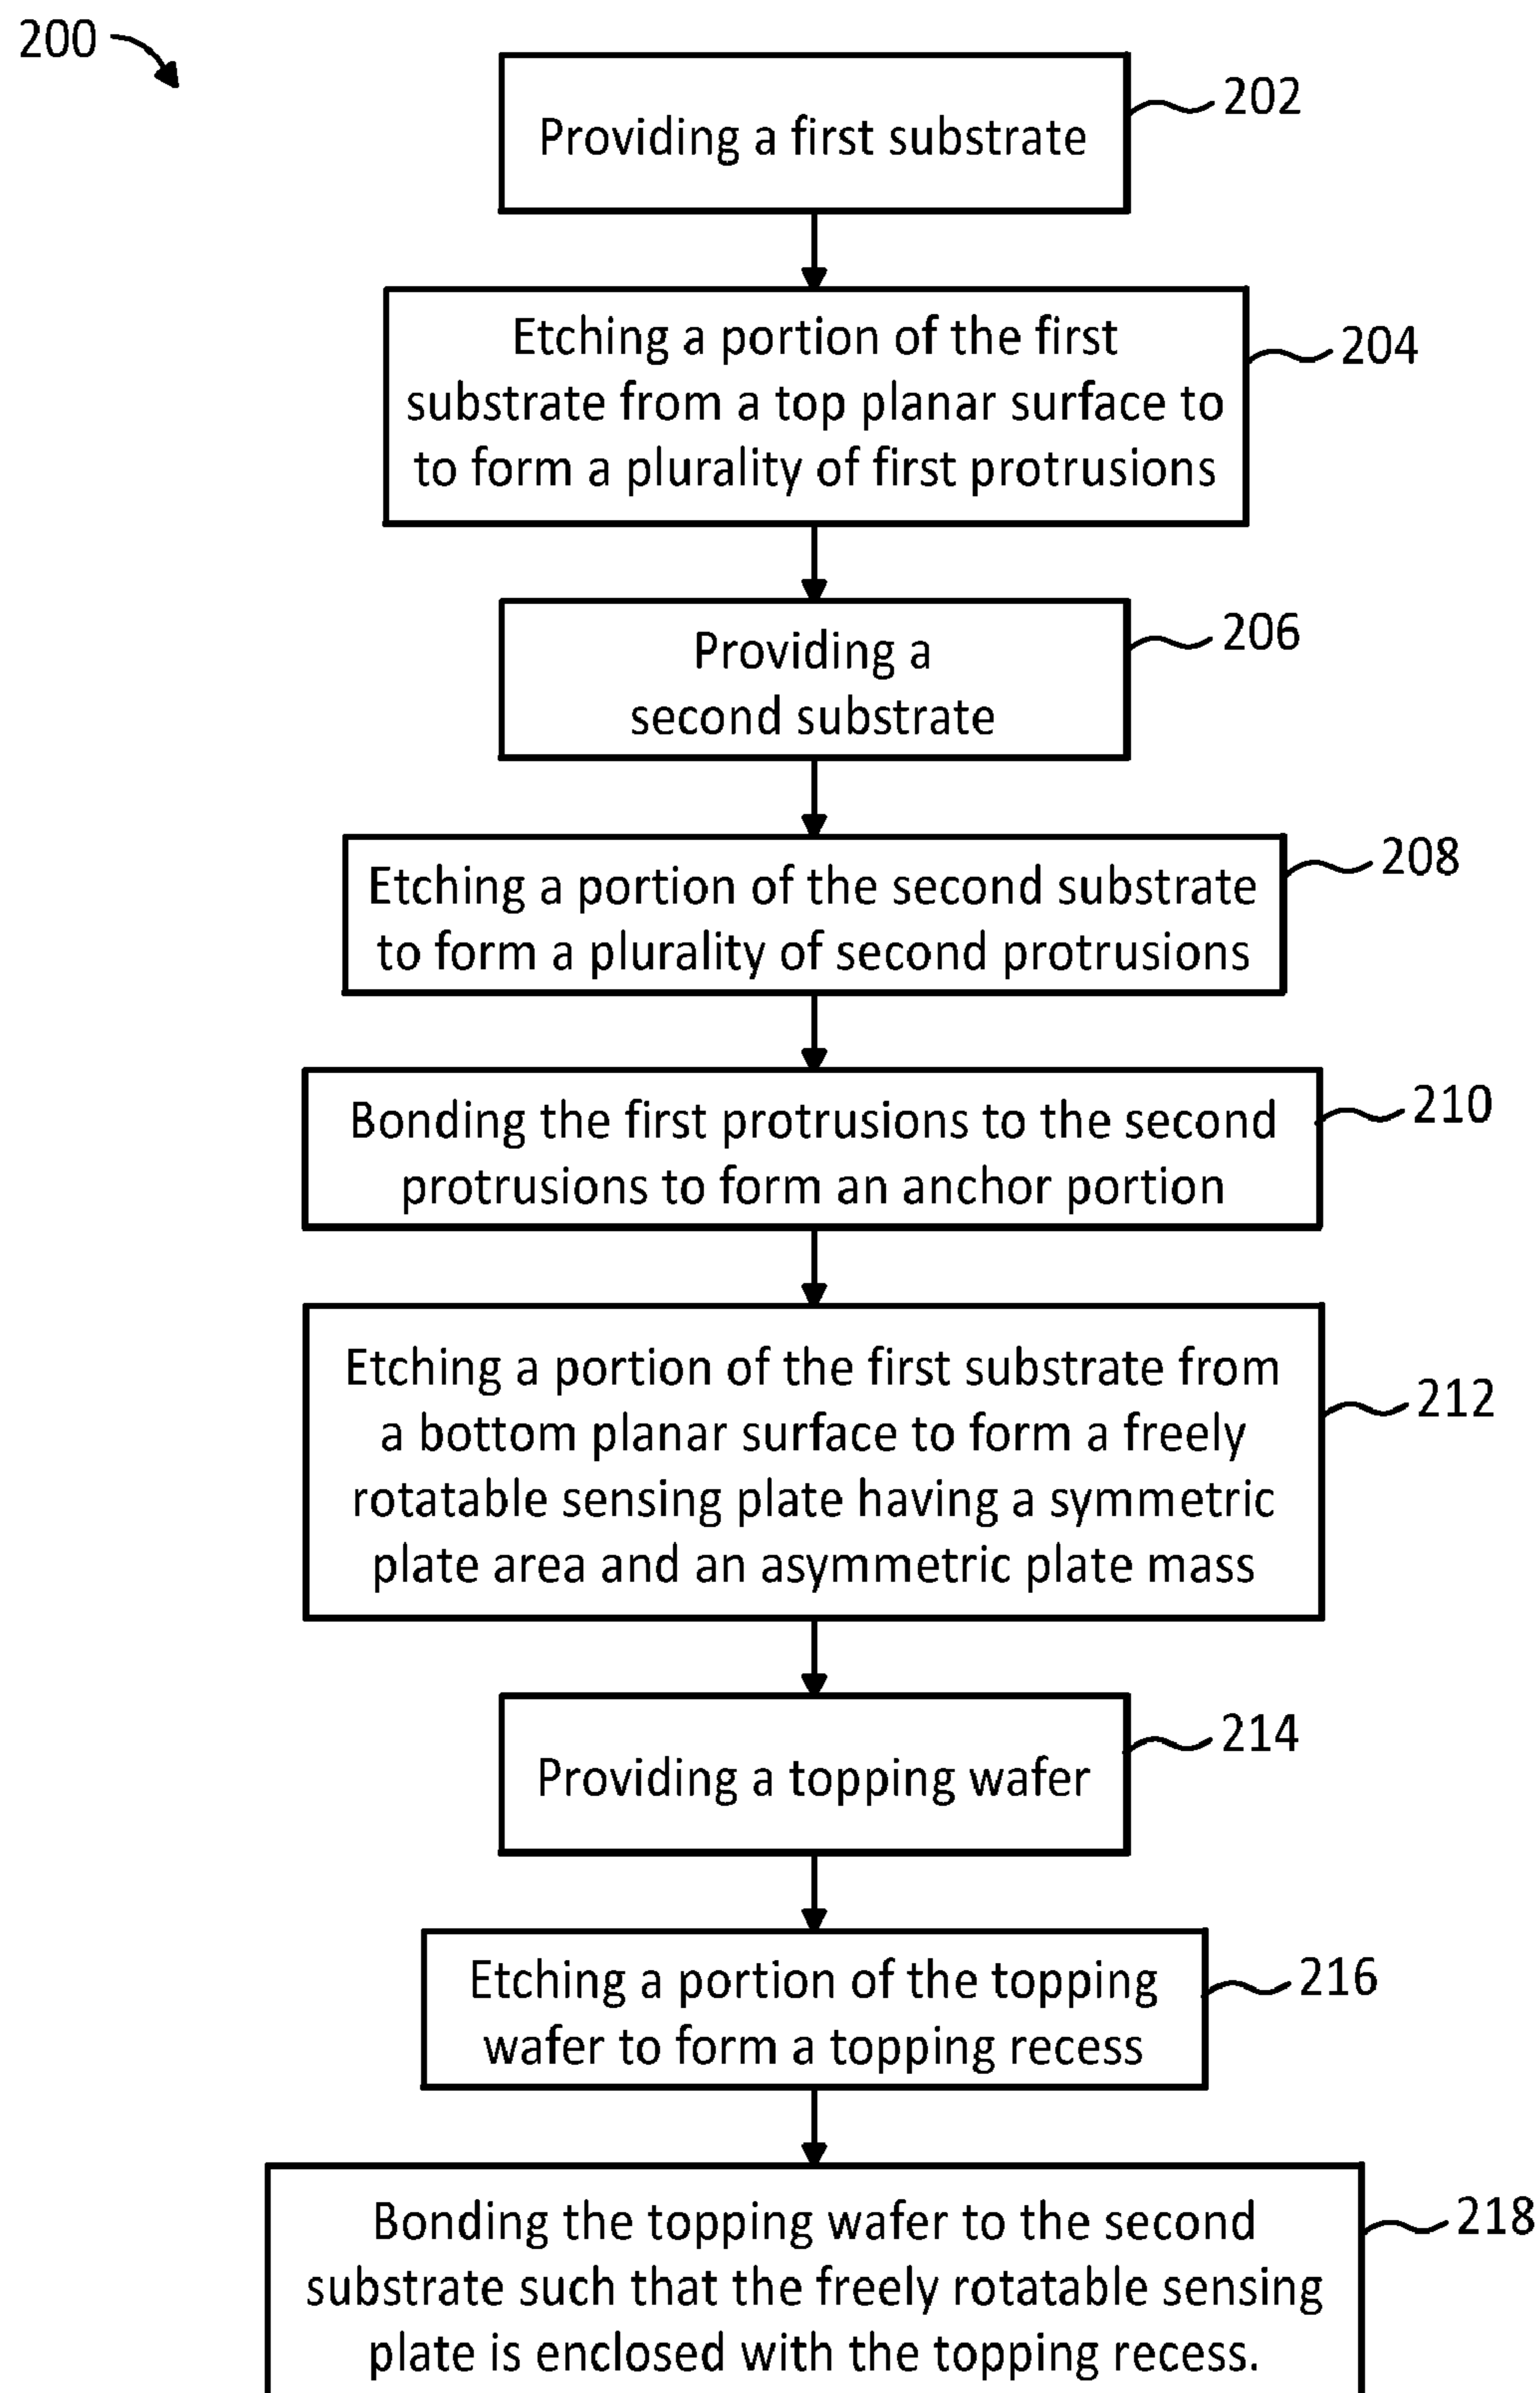 200
Providing a first substrate
202
Etching a portion of the first
substrate from a top planar surface to
to form a plurality of first protrusions
204
Providing a
second substrate
206
Etching a portion of the second substrate
to form a plurality of second protrusions
208
Bonding the first protrusions to the second
protrusions to form an anchor portion
210
Etching a portion of the first substrate from
a bottom planar surface to form a freely
rotatable sensing plate having a symmetric
plate area and an asymmetric plate mass
212
Providing a topping wafer
214
Etching a portion of the topping
wafer to form a topping recess
216
Bonding the topping wafer to the second
substrate such that the freely rotatable sensing
plate is enclosed with the topping recess.
218